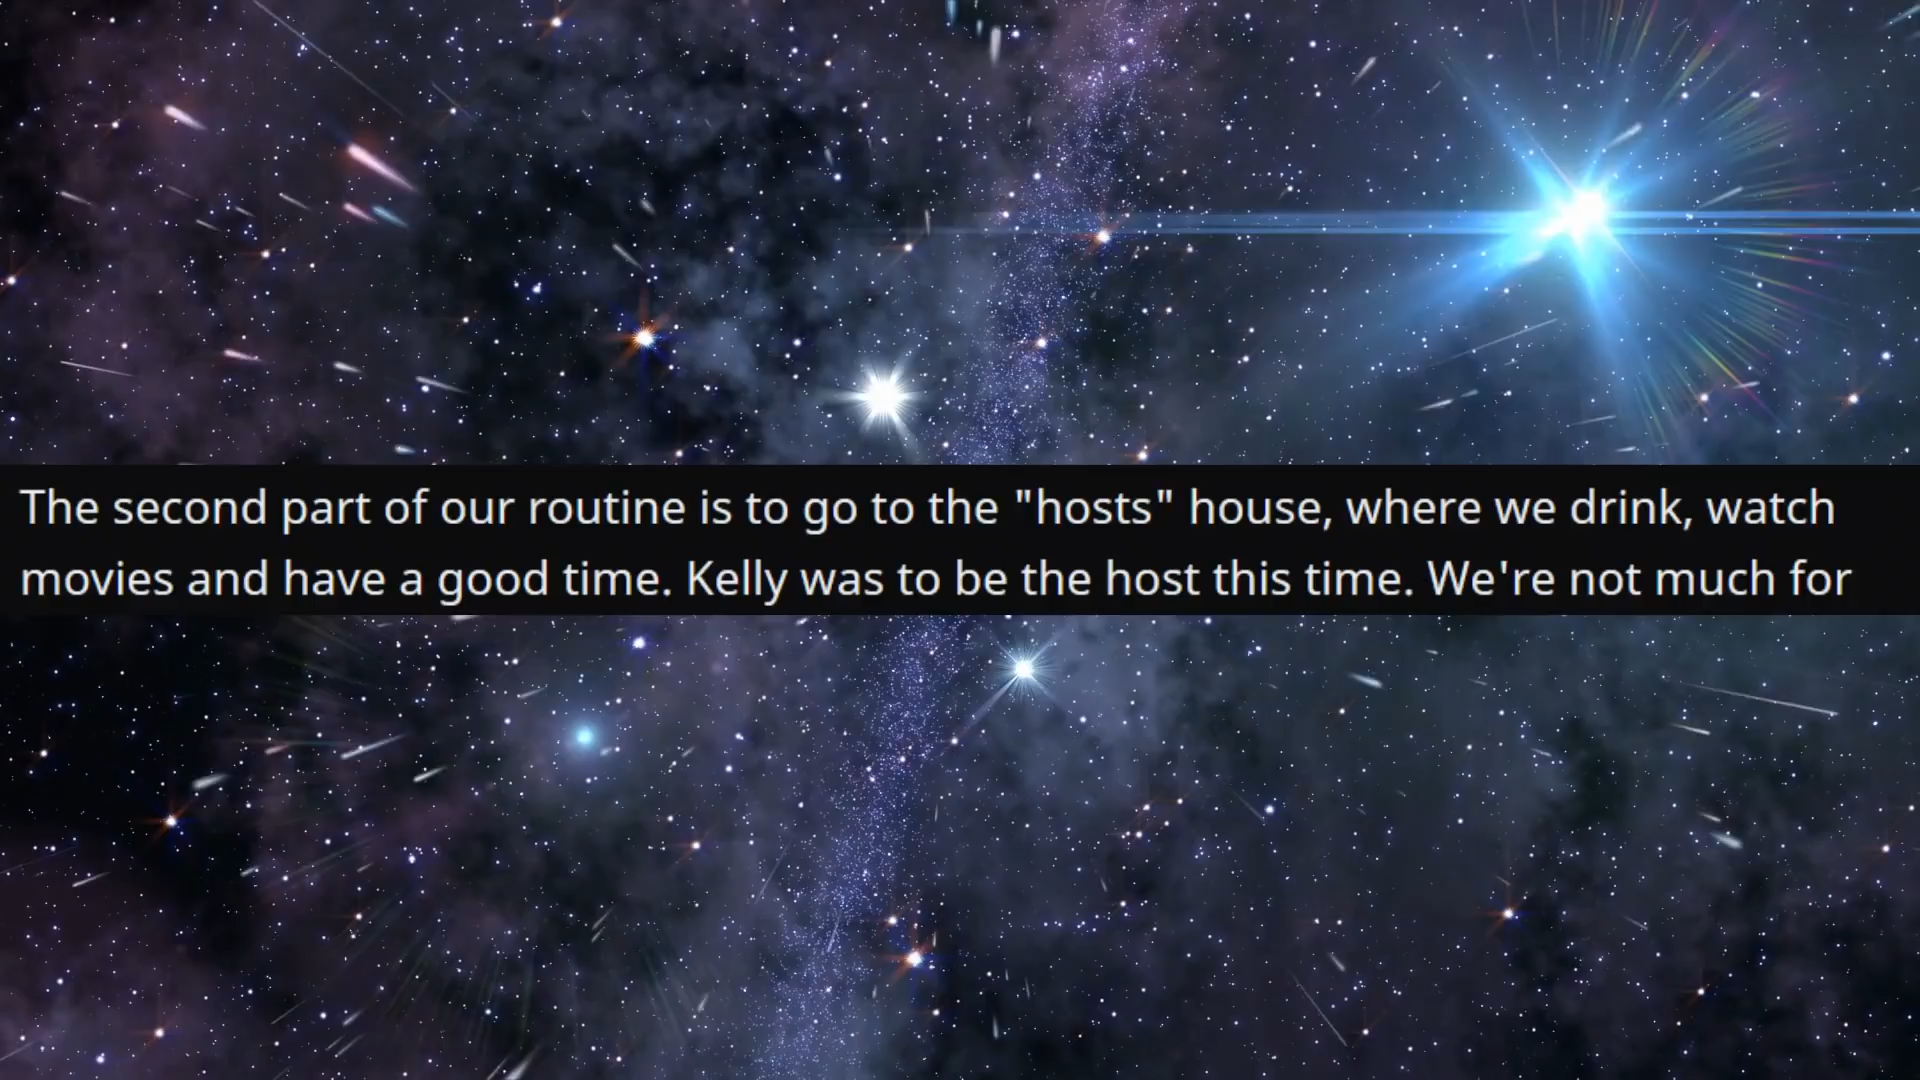 The second part of our routine is to go to the "hosts" house, where we drink, watch
movies and have a good time. Kelly was to be the host this time. We're not much for